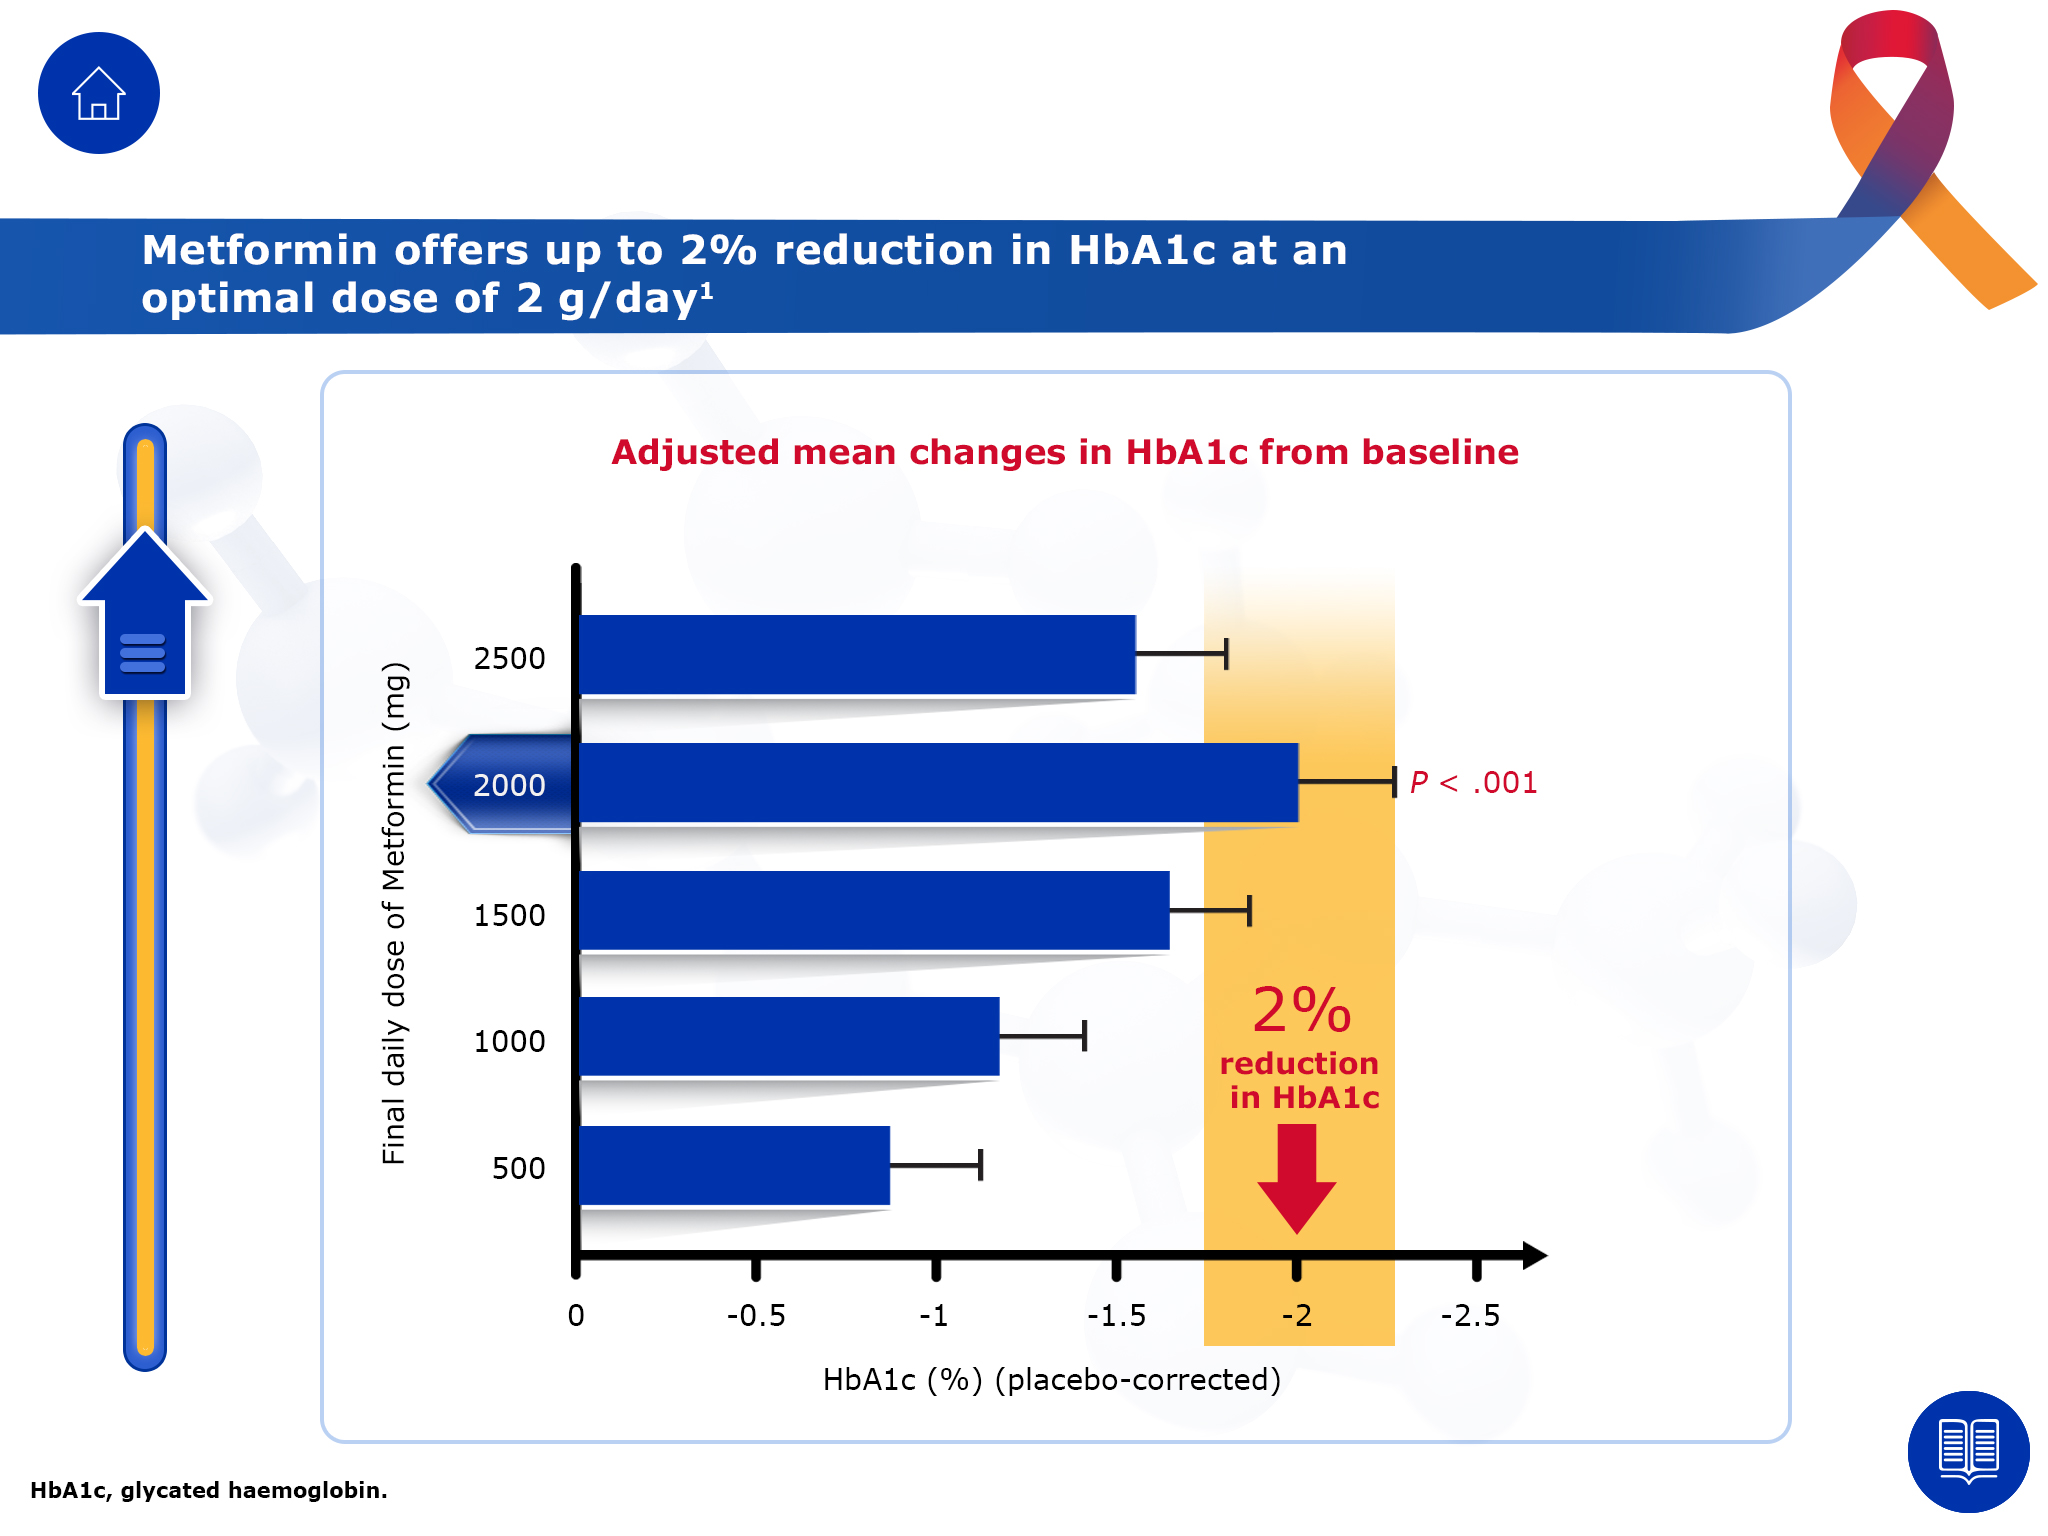 Metformin offers up to 2% reduction in HbA1c at an
optimal dose of 2 g/day¹
Adjusted mean changes in HbA1c from baseline
Final daily dose of Metformin (mg)
2500
2000
P < .001
1500
1000
500
2%
reduction
in HbA1c
0 -0.5 -1 -1.5 -2 -2.5
HbA1c (%) (placebo-corrected)
HbA1c, glycated haemoglobin.